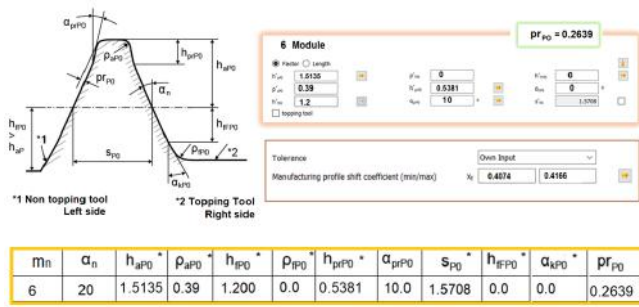 αprP0
ρaP0
hprP0
haP0
prP0
αn
hfP0
>
haP
hFfP0
*1
sP0
ρfP0
*2
αkP0
*1 Non topping tool
Left side
*2 Topping Tool
Right side
prP0 = 0.2639
6 Module
Factor Length
1.5135 0 0
0.39 0.5381 0 °
1.2 10 ° 1.5708
topping tool
Tolerance Own Input
Manufacturing profile shift coefficient (min/max) xE 0.4074 0.4166
mn αn haP0* ρaP0* hfP0* ρfP0* hprP0* αprP0 sP0* hFfP0* αkP0* prP0
6 20 1.5135 0.39 1.200 0.0 0.5381 10.0 1.5708 0.0 0.0 0.2639